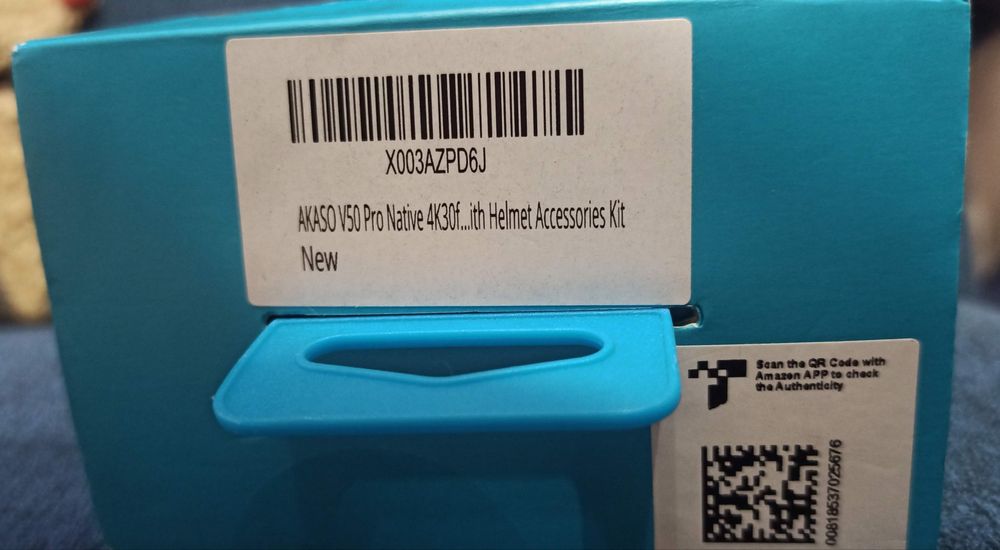 X003AZPD6J
AKASO V50 Pro Native 4K30f...ith Helmet Accessories Kit
New
Scan the QR Code with
Amazon APP to check
the Authenticity
00818537025676